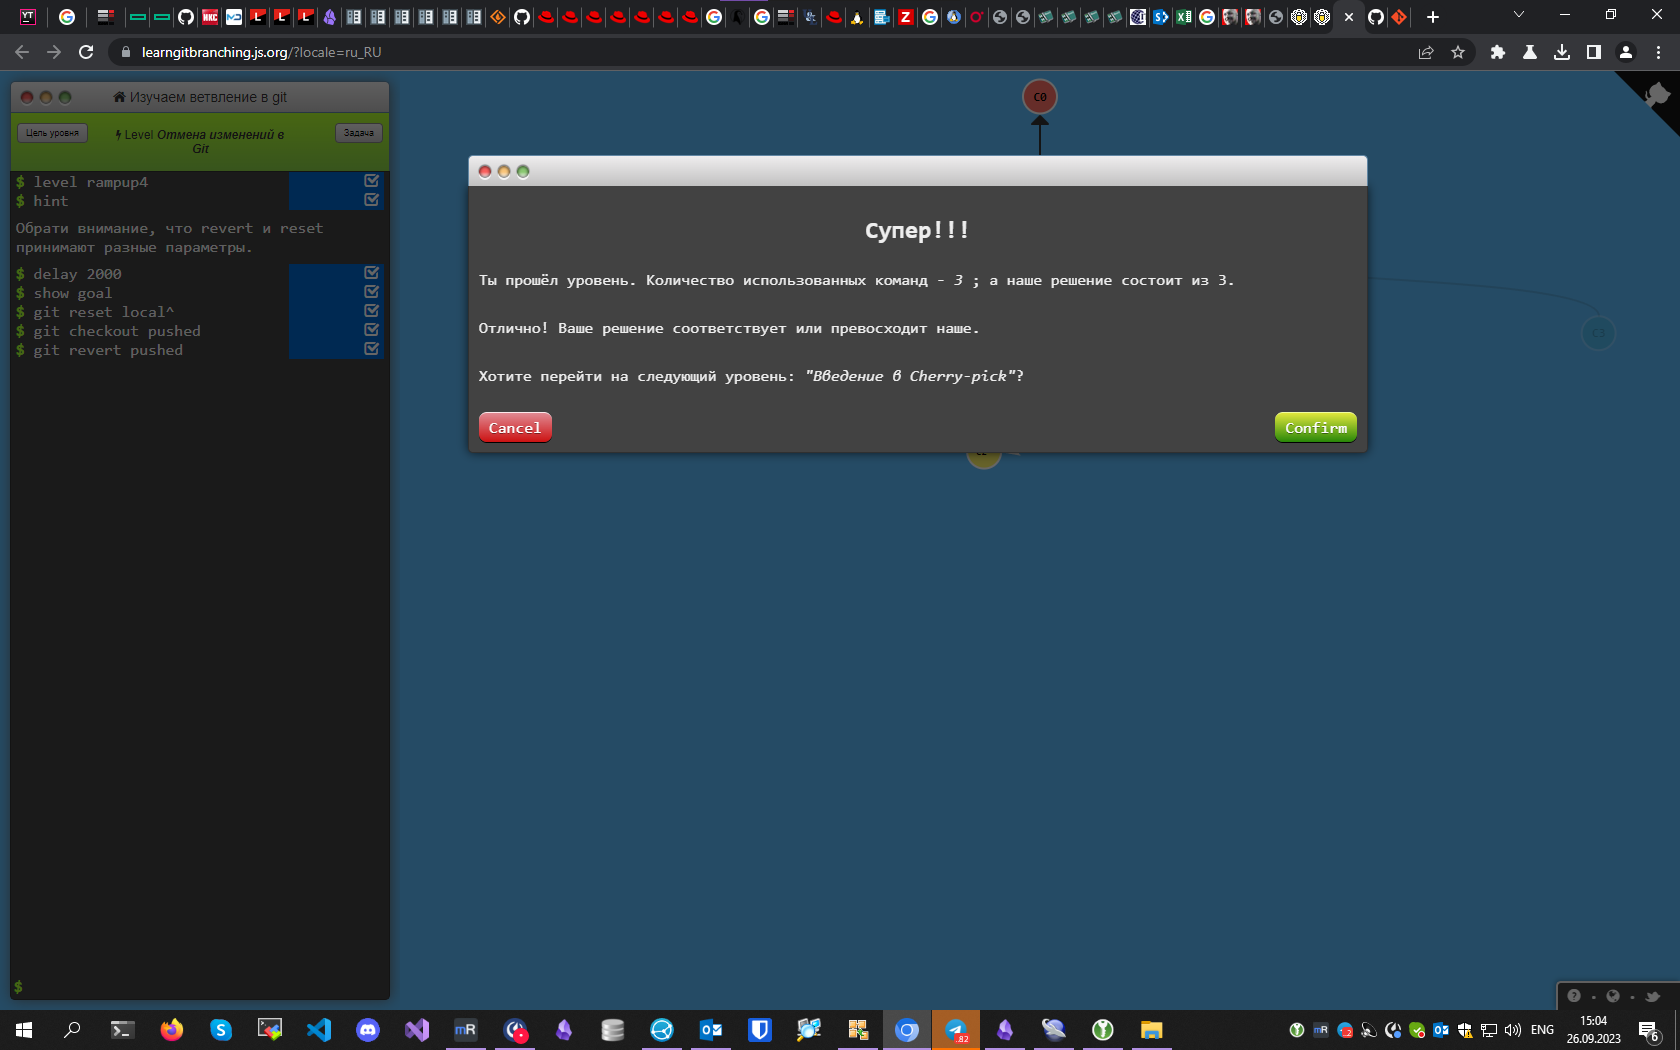 learngitbranching.js.org/?locale=ru_RU
Изучаем ветвление в git
Цель уровня
Level Отмена изменений в
Git
Задача
$ level rampup4
$ hint
Обрати внимание, что revert и reset
принимают разные параметры.
$ delay 2000
$ show goal
$ git reset local^
$ git checkout pushed
$ git revert pushed
$
C0
Супер!!!
Ты прошёл уровень. Количество использованных команд - 3 ; а наше решение состоит из 3.
Отлично! Ваше решение соответствует или превосходит наше.
Хотите перейти на следующий уровень: "Введение в Cherry-pick"?
Cancel
Confirm
C3
ENG
15:04
26.09.2023
6